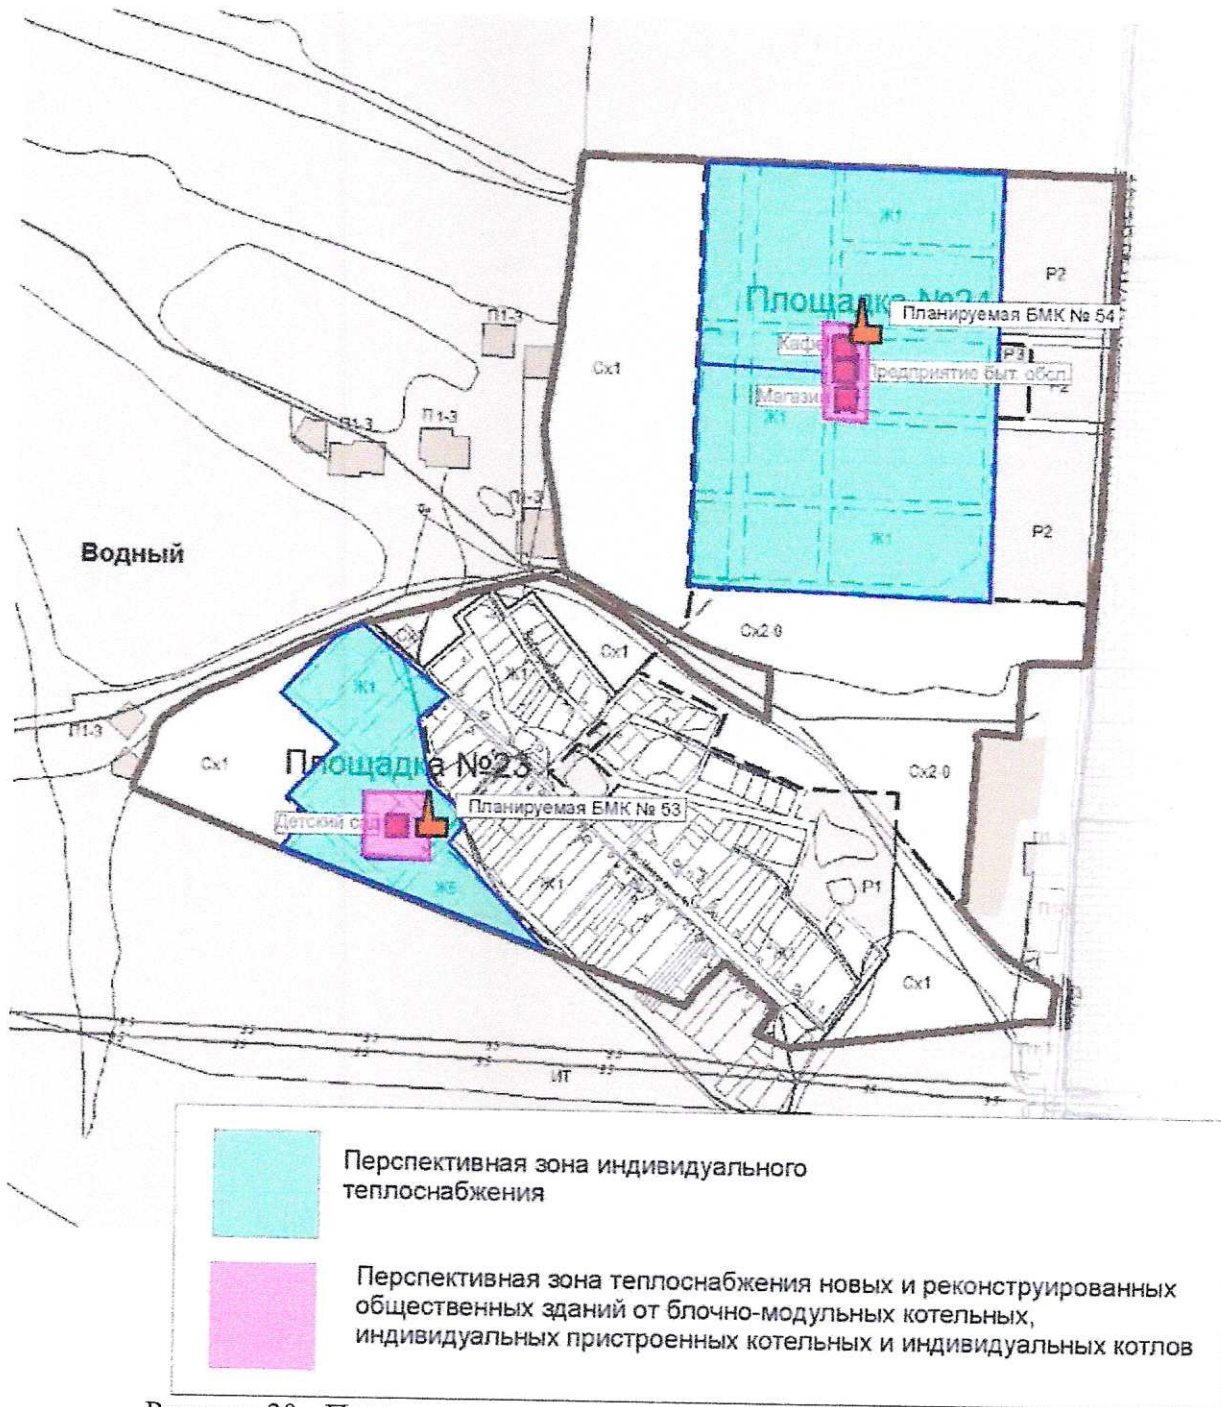 Ж1
Р2
Площадка №24
Планируемая БМК № 54
П1-3
Кафе
Р3
Сх1
Предприятие быт. обсл.
Р2
Магазин
Ж1
П1-3
П1-3
П1-3
Р2
Ж1
Водный
Сх2-0
Сх1
Ж1
Ж1
П1-3
Сх1
Площадка №23
Сх2-0
Планируемая БМК № 53
Детский сад
Ж1
Р1
Сх1
ИТ
Перспективная зона индивидуального
теплоснабжения
Перспективная зона теплоснабжения новых и реконструированных
общественных зданий от блочно-модульных котельных,
индивидуальных пристроенных котельных и индивидуальных котлов